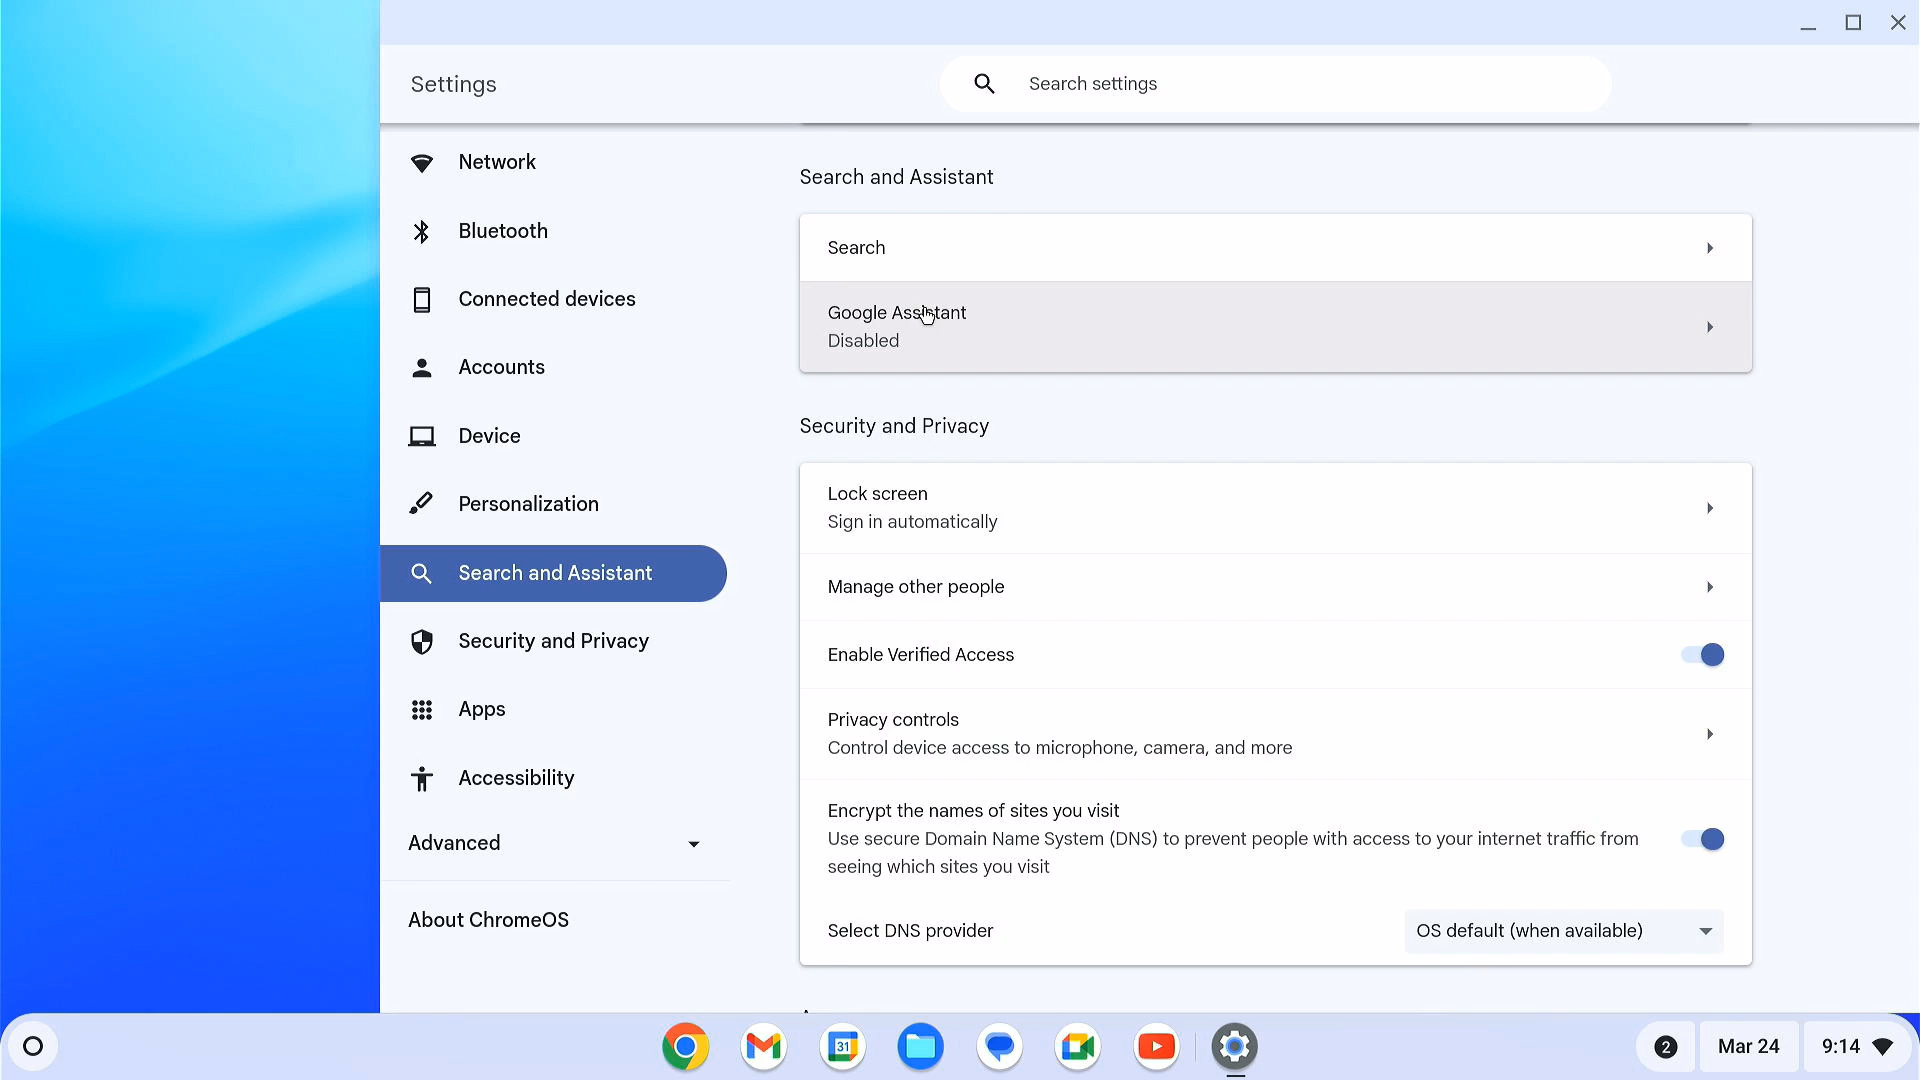 Settings
Search settings
Network
Bluetooth
Connected devices
Accounts
Device
Personalization
Search and Assistant
Security and Privacy
Apps
Accessibility
Advanced
About ChromeOS
Search and Assistant
Search
Google Assistant
Disabled
Security and Privacy
Lock screen
Sign in automatically
Manage other people
Enable Verified Access
Privacy controls
Control device access to microphone, camera, and more
Encrypt the names of sites you visit
Use secure Domain Name System (DNS) to prevent people with access to your internet traffic from
seeing which sites you visit
Select DNS provider
OS default (when available)
31
2
Mar 24
9:14